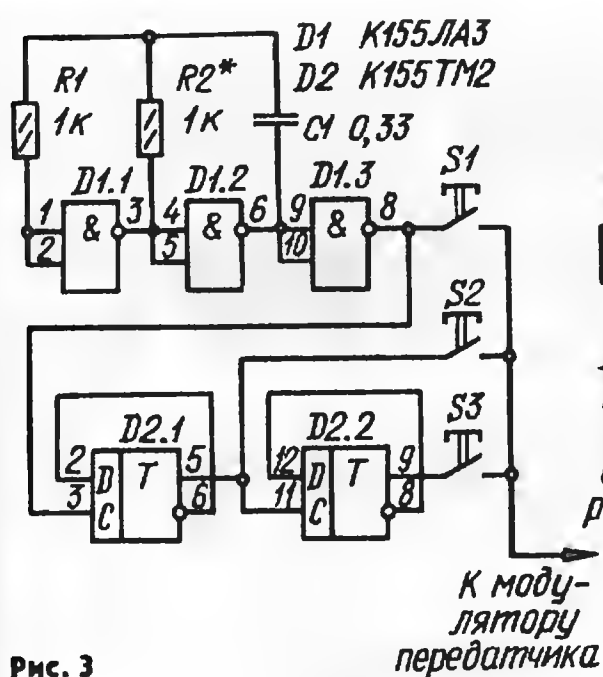 D1 К155ЛА3
D2 К155ТМ2
R1
1к
R2*
1к
C1 0,33
D1.1
D1.2
D1.3
S1
1
2
&
3
4
5
&
6
9
10
&
8
S2
S3
D2.1
D2.2
2
3
D
C
T
5
6
12
11
D
C
T
9
8
р
К моду-
лятору
передатчика
Рис. 3